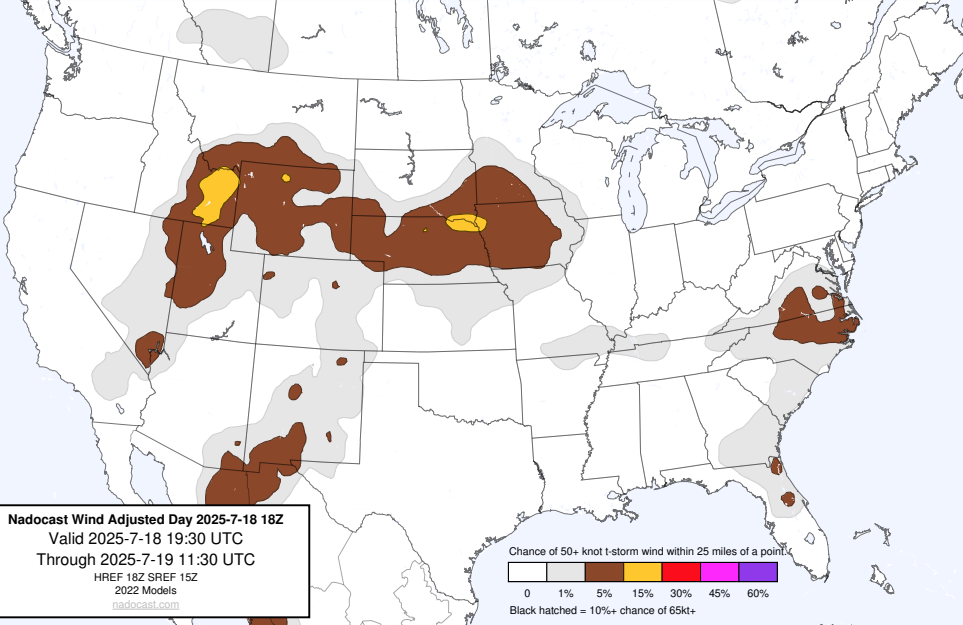 Nadocast Wind Adjusted Day 2025-7-18 18Z
Valid 2025-7-18 19:30 UTC
Through 2025-7-19 11:30 UTC
HREF 18Z SREF 15Z
2022 Models
nadocast.com
Chance of 50+ knot t-storm wind within 25 miles of a point.
0 1% 5% 15% 30% 45% 60%
Black hatched = 10%+ chance of 65kt+